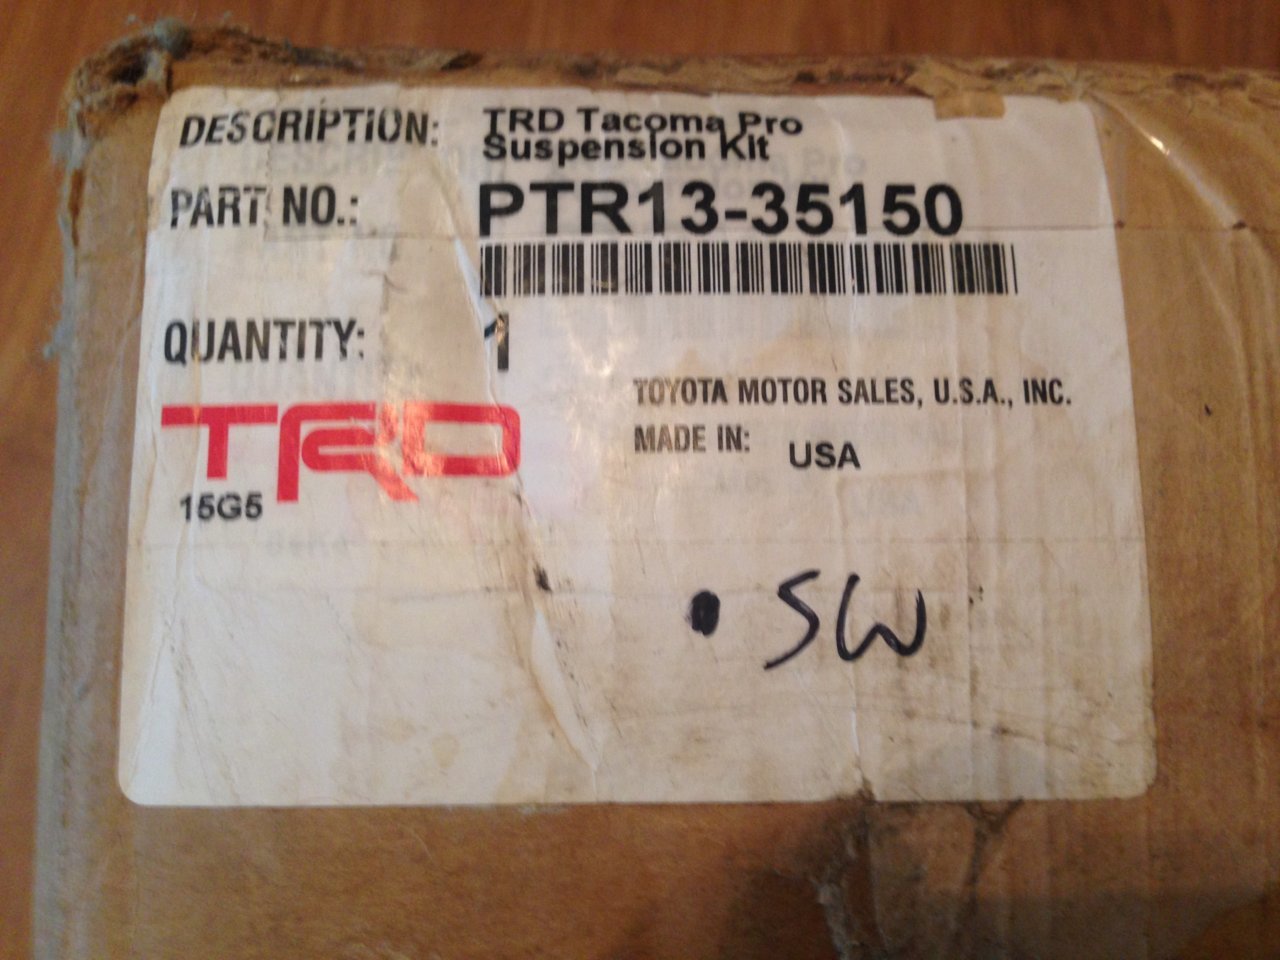 DESCRIPTION: TRD Tacoma Pro
Suspension Kit
PART NO.: PTR13-35150
QUANTITY: 1
TOYOTA MOTOR SALES, U.S.A., INC.
MADE IN: USA
TRD
15G5
SW